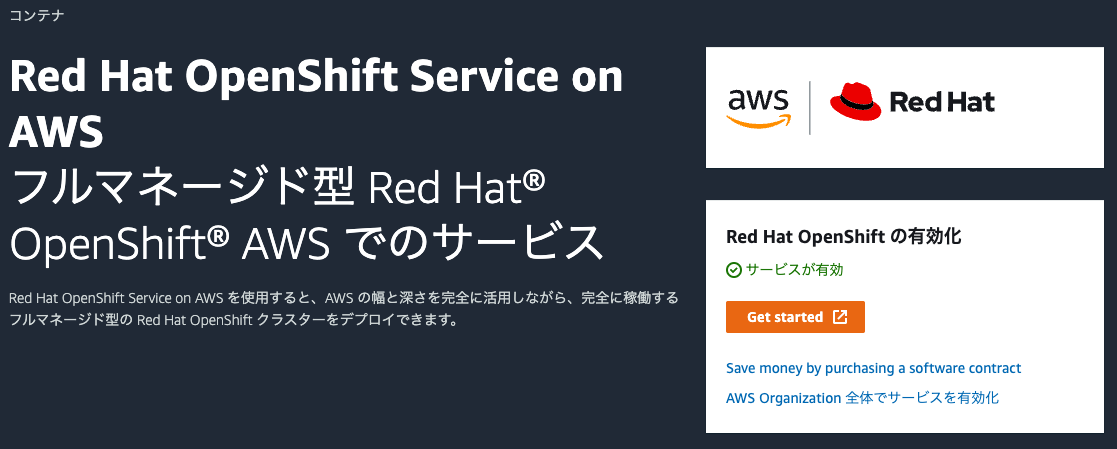 コンテナ
Red Hat OpenShift Service on
AWS
フルマネージド型 Red Hat®
OpenShift® AWS でのサービス
Red Hat OpenShift Service on AWS を使用すると、AWS の幅と深さを完全に活用しながら、完全に稼働する
フルマネージド型の Red Hat OpenShift クラスターをデプロイできます。
aws
Red Hat
Red Hat OpenShift の有効化
サービスが有効
Get started
Save money by purchasing a software contract
AWS Organization 全体でサービスを有効化